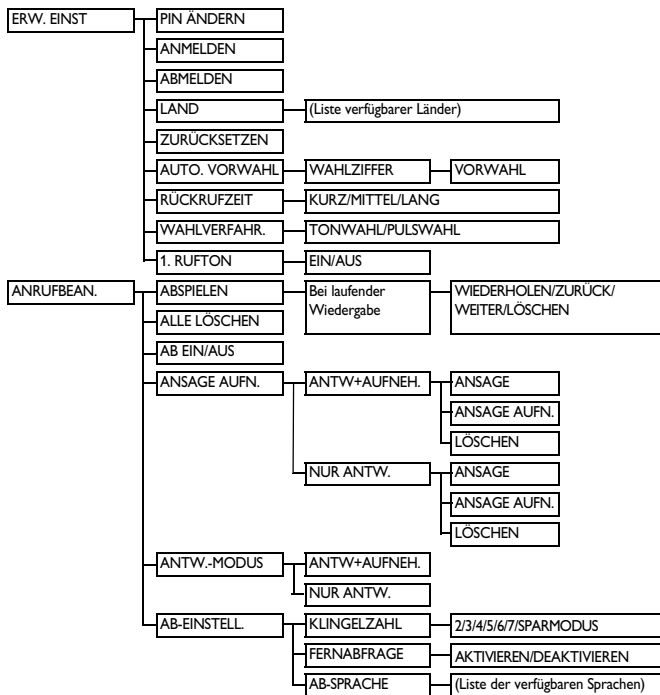 ERW. EINST
PIN ÄNDERN
ANMELDEN
ABMELDEN
LAND
(Liste verfügbarer Länder)
ZURÜCKSETZEN
AUTO. VORWAHL
WAHLZIFFER
VORWAHL
RÜCKRUFZEIT
KURZ/MITTEL/LANG
WAHLVERFAHR.
TONWAHL/PULSWAHL
1. RUFTON
EIN/AUS
ANRUFBEAN.
ABSPIELEN
Bei laufender
Wiedergabe
WIEDERHOLEN/ZURÜCK/
WEITER/LÖSCHEN
ALLE LÖSCHEN
AB EIN/AUS
ANSAGE AUFN.
ANTW+AUFNEH.
ANSAGE
ANSAGE AUFN.
LÖSCHEN
NUR ANTW.
ANSAGE
ANSAGE AUFN.
LÖSCHEN
ANTW.-MODUS
ANTW+AUFNEH.
NUR ANTW.
AB-EINSTELL.
KLINGELZAHL
2/3/4/5/6/7/SPARMODUS
FERNABFRAGE
AKTIVIEREN/DEAKTIVIEREN
AB-SPRACHE
(Liste der verfügbaren Sprachen)